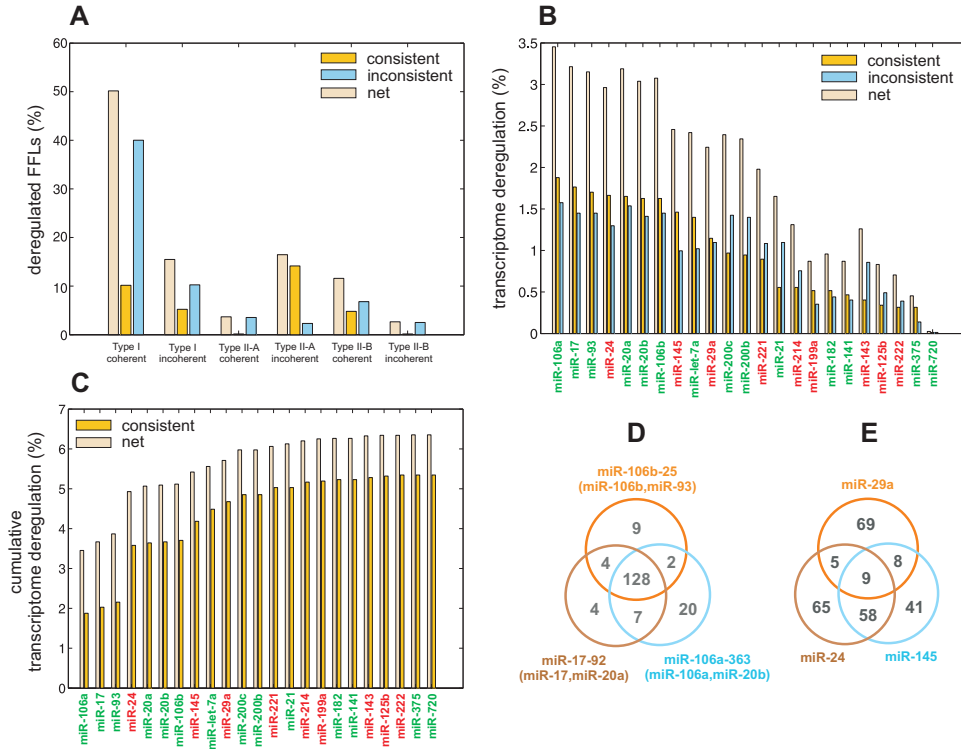 A
deregulated FFLs (%)
60
50
40
30
20
10
0
consistent
inconsistent
net
Type I coherent
Type I incoherent
Type II-A coherent
Type II-A incoherent
Type II-B coherent
Type II-B incoherent
B
transcriptome deregulation (%)
3.5
3
2.5
2
1.5
1
0.5
0
consistent
inconsistent
net
miR-106a
miR-17
miR-93
miR-24
miR-20a
miR-20b
miR-106b
miR-145
miR-let-7a
miR-29a
miR-200c
miR-200b
miR-221
miR-21
miR-214
miR-199a
miR-182
miR-141
miR-143
miR-125b
miR-222
miR-375
miR-720
C
cumulative
transcriptome deregulation (%)
7
6
5
4
3
2
1
0
consistent
net
miR-106a
miR-17
miR-93
miR-24
miR-20a
miR-20b
miR-106b
miR-145
miR-let-7a
miR-29a
miR-200c
miR-200b
miR-221
miR-21
miR-214
miR-199a
miR-182
miR-141
miR-143
miR-125b
miR-222
miR-375
miR-720
D
miR-106b-25
(miR-106b,miR-93)
9
4
2
128
4
7
20
miR-17-92
(miR-17,miR-20a)
miR-106a-363
(miR-106a,miR-20b)
E
miR-29a
69
5
8
9
65
58
41
miR-24
miR-145